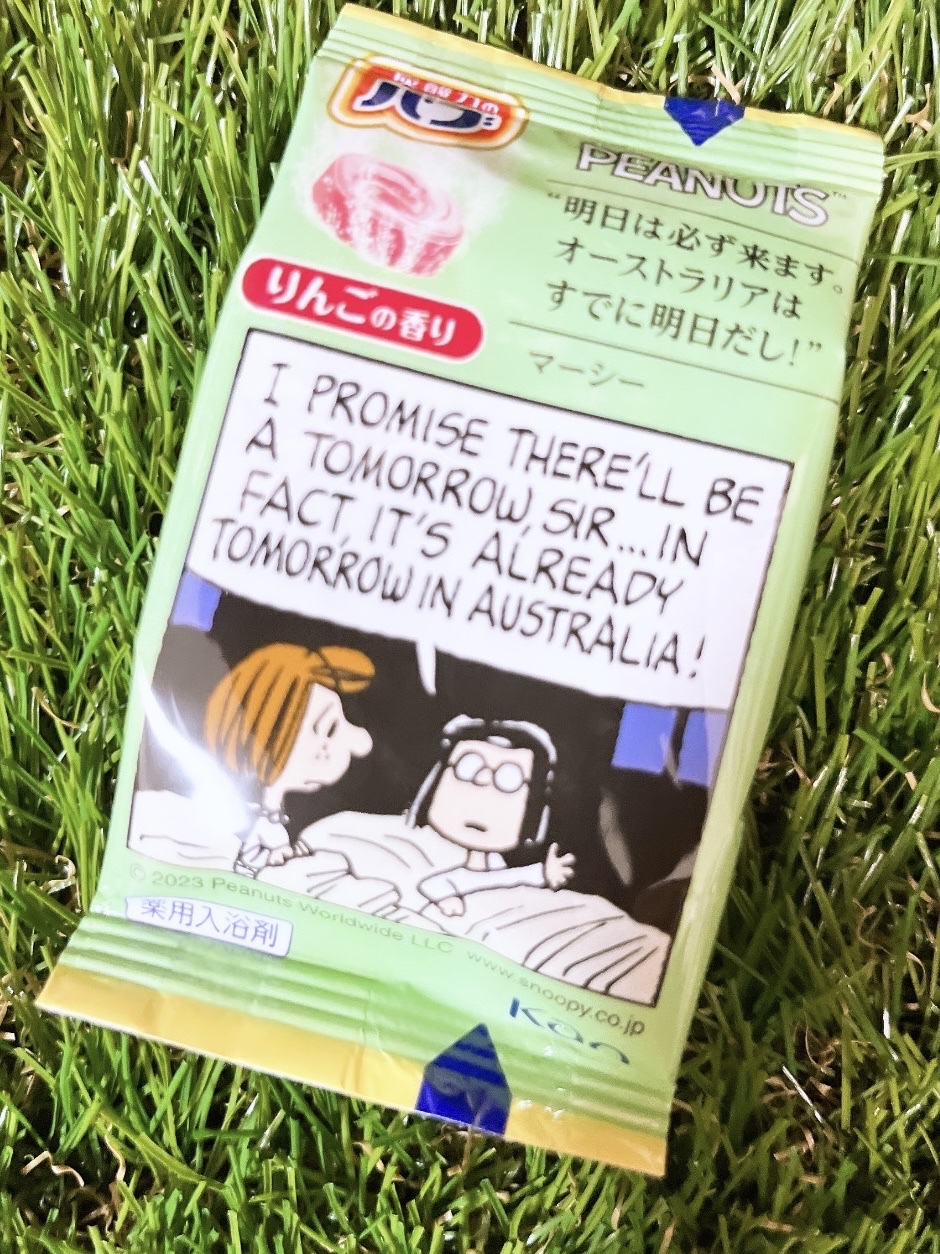 バブ
PEANUTS™
“明日は必ず来ます。
オーストラリアは
すでに明日だし!”
マーシー
りんごの香り
I PROMISE THERE'LL BE
A TOMORROW, SIR... IN
FACT, IT'S ALREADY
TOMORROW IN AUSTRALIA!
© 2023 Peanuts Worldwide LLC www.snoopy.co.jp
薬用入浴剤
Kao